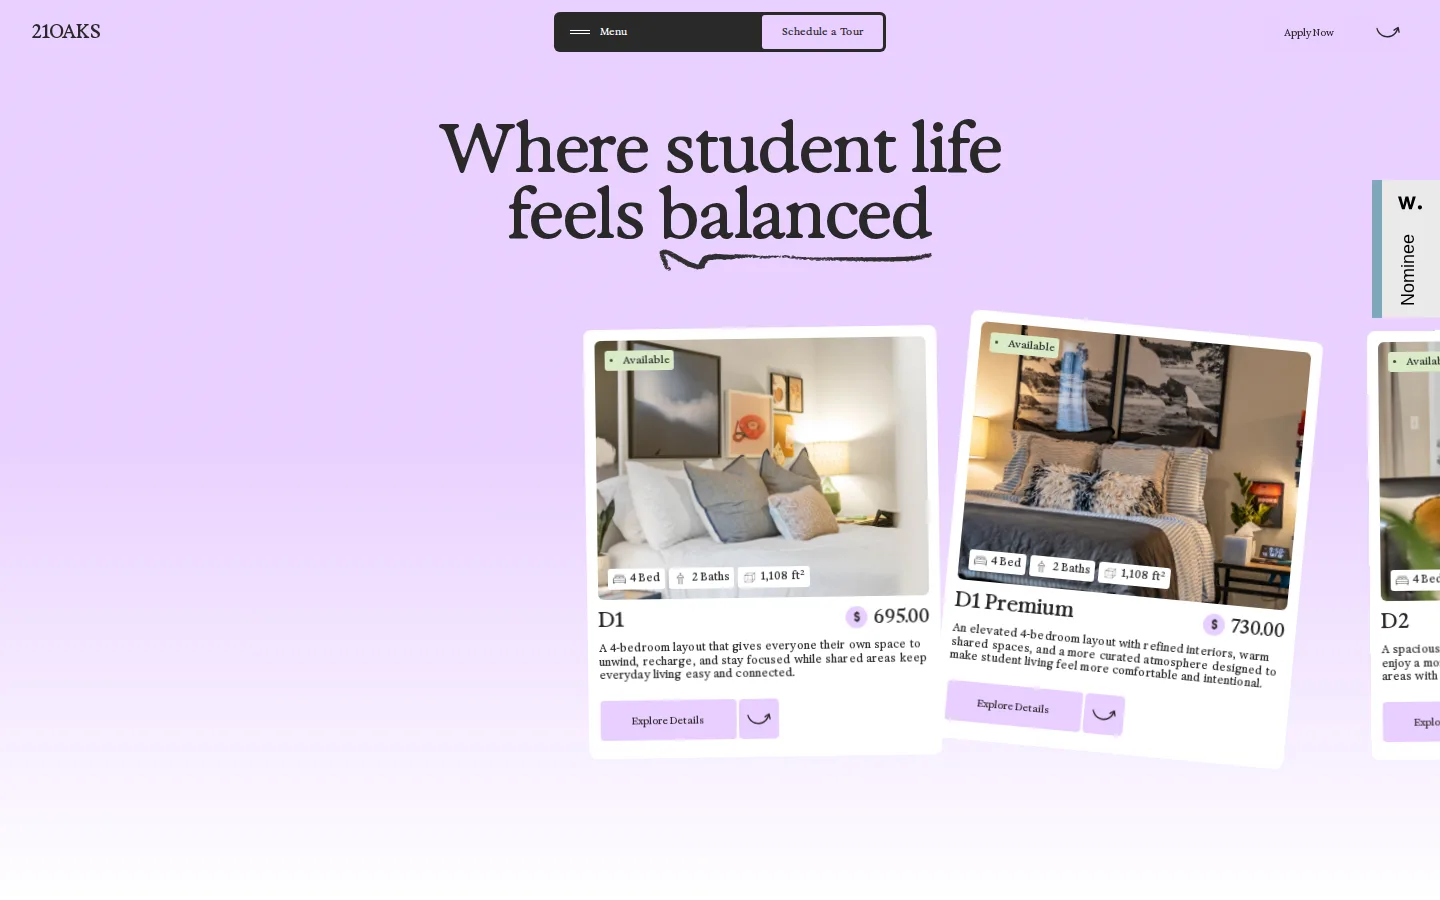 21OAKS
Menu
Schedule a Tour
Apply Now
Where student life
feels balanced
w.
Nominee
Available
4 Bed
2 Baths
1,108 ft²
D1
$ 695.00
A 4-bedroom layout that gives everyone their own space to
unwind, recharge, and stay focused while shared areas keep
everyday living easy and connected.
Explore Details
Available
4 Bed
2 Baths
1,108 ft²
D1 Premium
$ 730.00
An elevated 4-bedroom layout with refined interiors, warm
shared spaces, and a more curated atmosphere designed to
make student living feel more comfortable and intentional.
Explore Details
D2
A spacious
enjoy a
areas with